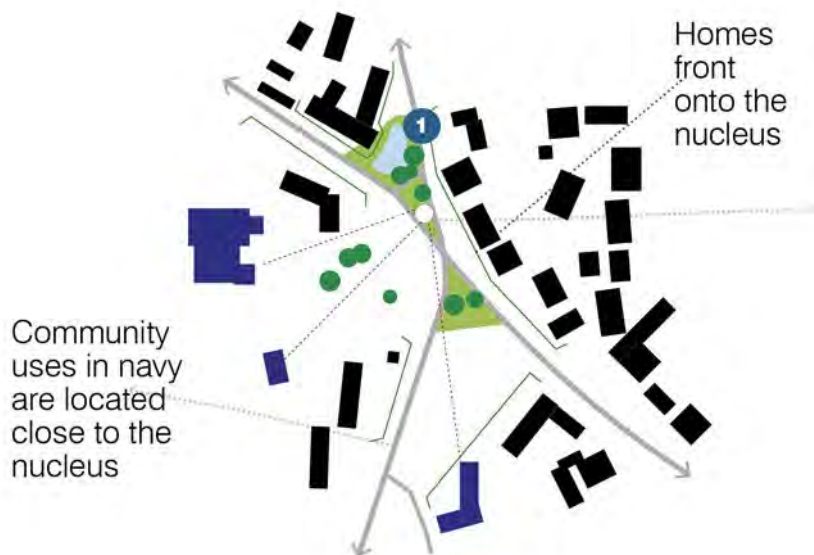 Homes
front
onto the
nucleus
1
Community
uses in navy
are located
close to the
nucleus